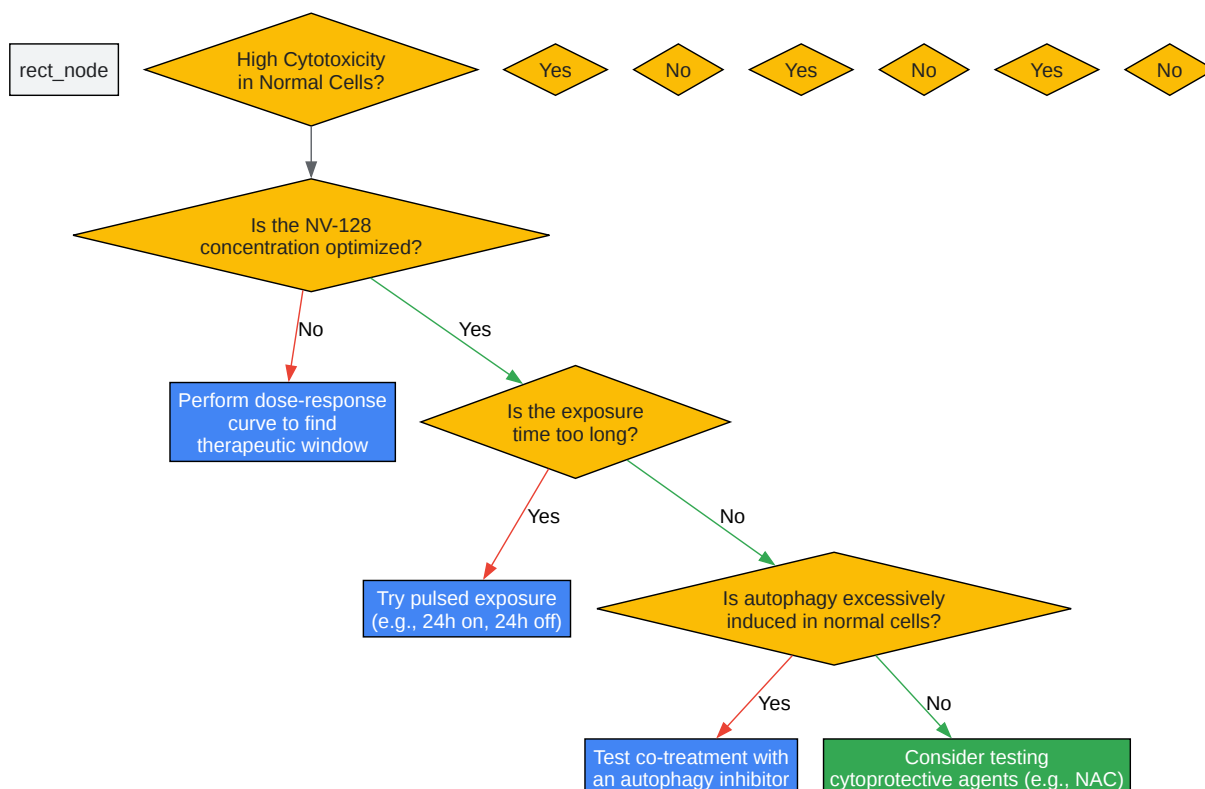 rect_node
High Cytotoxicity
in Normal Cells?
Yes
No
Yes
No
Yes
No
Is the NV-128
concentration optimized?
No
Yes
Perform dose-response
curve to find
therapeutic window
Is the exposure
time too long?
Yes
No
Try pulsed exposure
(e.g., 24h on, 24h off)
Is autophagy excessively
induced in normal cells?
Yes
No
Test co-treatment with
an autophagy inhibitor
Consider testing
cytoprotective agents (e.g., NAC)